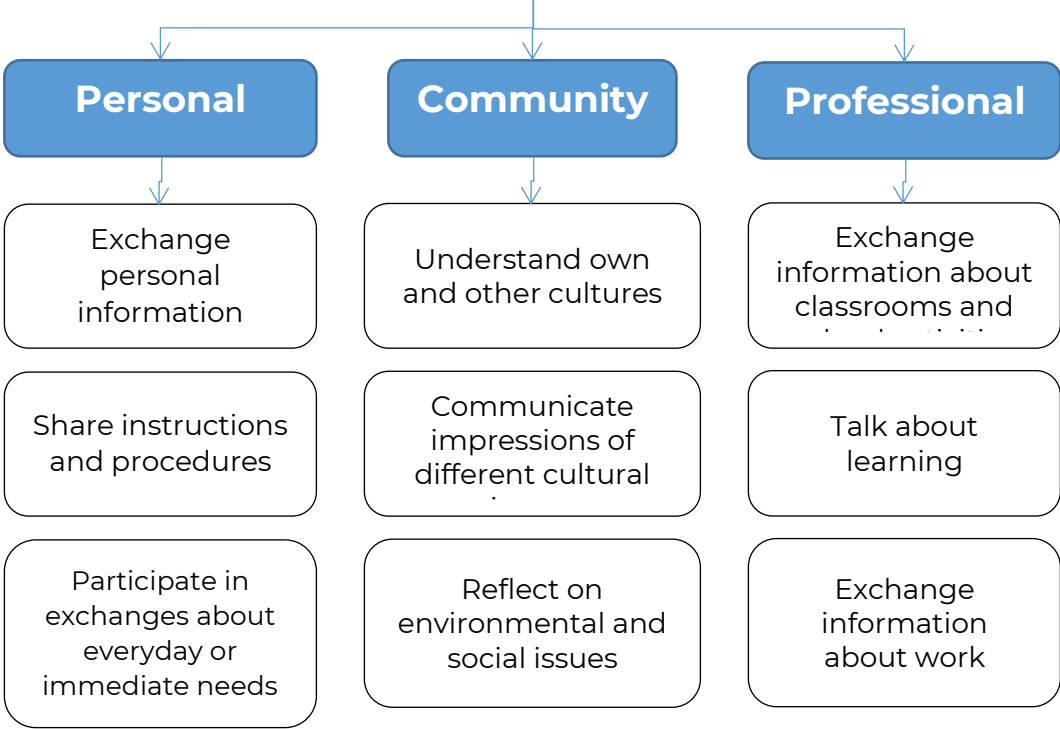 Personal
Community
Professional
Exchange
personal
information
Understand own
and other cultures
Exchange
information about
classrooms and
Share instructions
and procedures
Communicate
impressions of
different cultural
Talk about
learning
Participate in
exchanges about
everyday or
immediate needs
Reflect on
environmental and
social issues
Exchange
information
about work